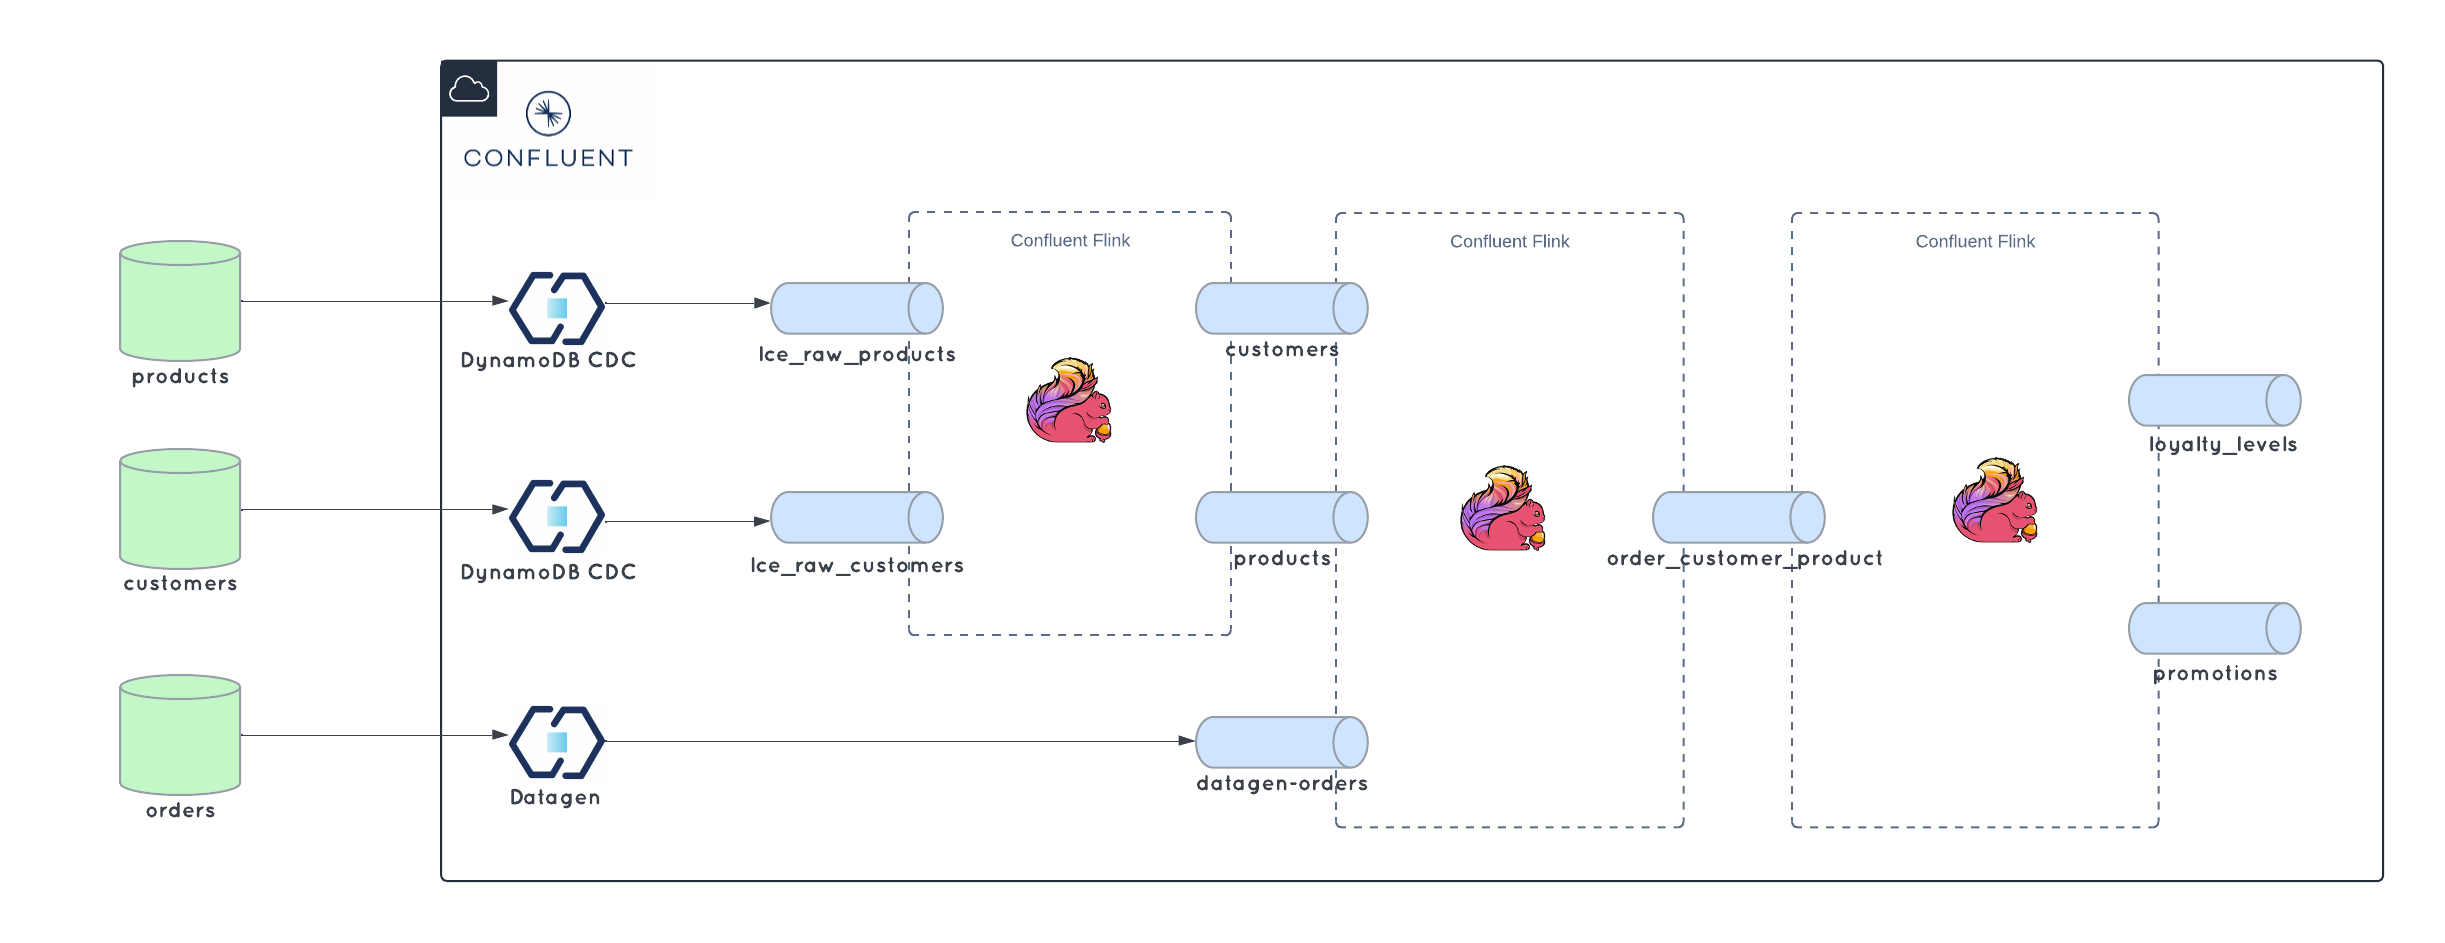 CONFLUENT
Confluent Flink
Confluent Flink
Confluent Flink
products
DynamoDB CDC
Ice_raw_products
customers
loyalty_levels
customers
DynamoDB CDC
Ice_raw_customers
products
order_customer_product
promotions
orders
Datagen
datagen-orders